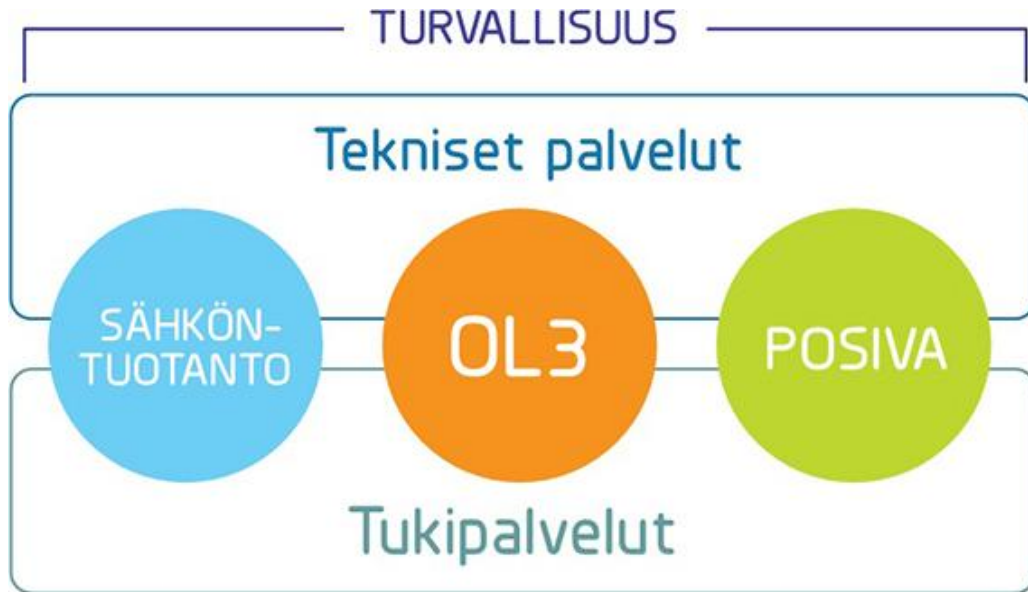 TURVALLISUUS
Tekniset palvelut
SÄHKÖN-
TUOTANTO
OL3
POSIVA
Tukipalvelut